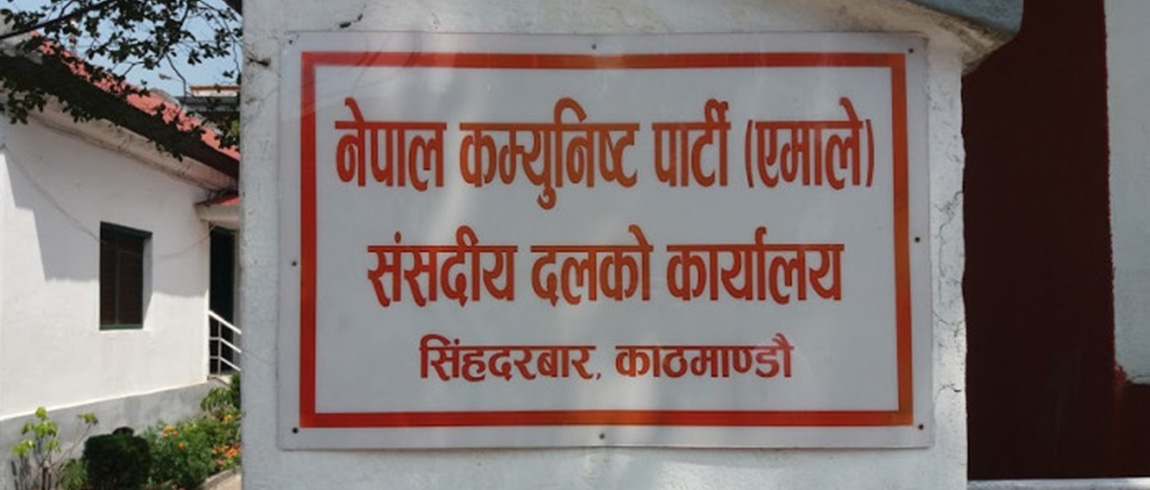 नेपाल कम्युनिष्ट पार्टी (एमाले)
संसदीय दलको कार्यालय
सिंहदरबार, काठमाण्डौ